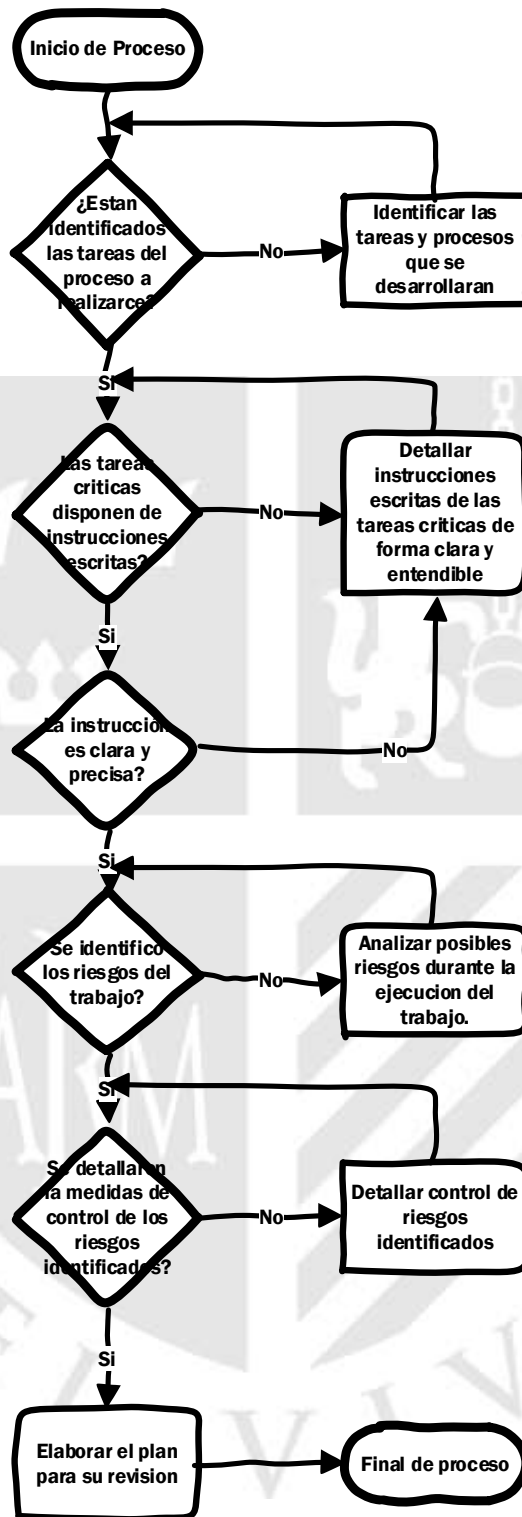 Inicio de Proceso
¿Estan
identificados
las tareas del
proceso a
realizarce?
No
Identificar las
tareas y procesos
que se
desarrollaran
Si
Las tareas
criticas
disponen de
instrucciones
escritas?
No
Detallar
instrucciones
escritas de las
tareas criticas de
forma clara y
entendible
Si
La instrucción
es clara y
precisa?
No
Si
Se identificó
los riesgos del
trabajo?
No
Analizar posibles
riesgos durante la
ejecucion del
trabajo.
Si
Se detallaron
la medidas de
control de los
riesgos
identificados?
No
Detallar control de
riesgos
identificados
Si
Elaborar el plan
para su revision
Final de proceso